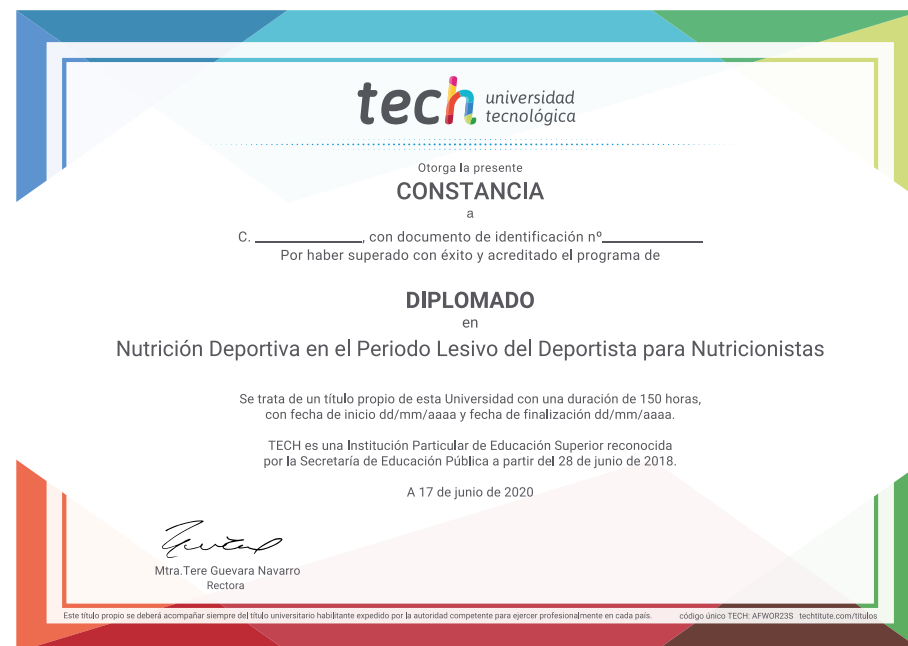 tech universidad
tecnológica
Otorga la presente
CONSTANCIA
a
C. ______________, con documento de identificación nº_____________
Por haber superado con éxito y acreditado el programa de
DIPLOMADO
en
Nutrición Deportiva en el Periodo Lesivo del Deportista para Nutricionistas
Se trata de un título propio de esta Universidad con una duración de 150 horas,
con fecha de inicio dd/mm/aaaa y fecha de finalización dd/mm/aaaa.
TECH es una Institución Particular de Educación Superior reconocida
por la Secretaría de Educación Pública a partir del 28 de junio de 2018.
A 17 de junio de 2020
Mtra.Tere Guevara Navarro
Rectora
Este título propio se deberá acompañar siempre del título universitario habilitante expedido por la autoridad competente para ejercer profesionalmente en cada país. código único TECH: AFWOR23S techtitute.com/títulos